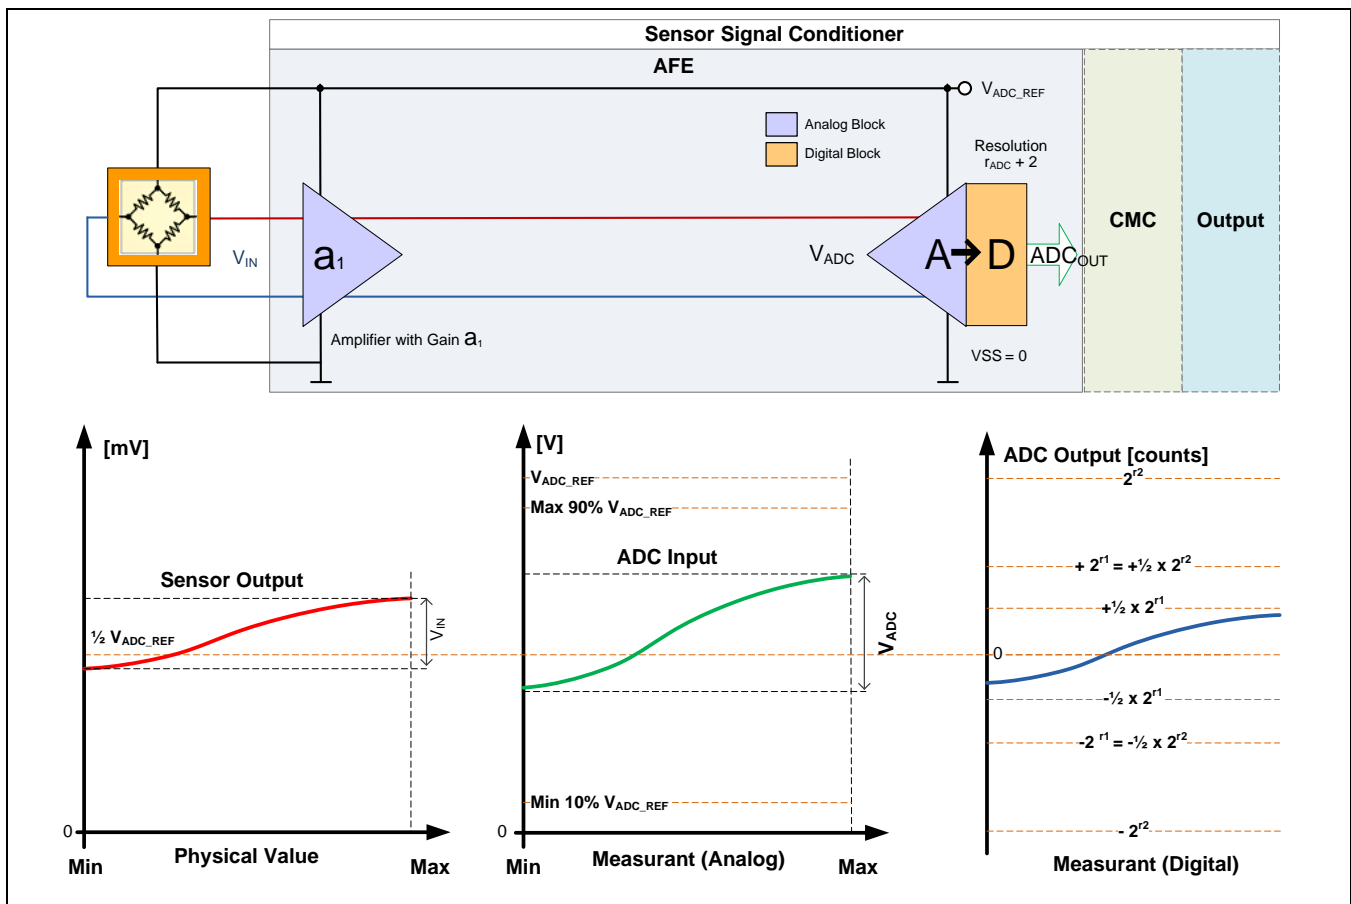 Sensor Signal Conditioner
AFE
V_ADC_REF
Analog Block
Digital Block
Resolution
r_ADC + 2
V_IN
a₁
V_ADC
A → D
ADC_OUT
CMC
Output
Amplifier with Gain a₁
VSS = 0
[mV]
Sensor Output
½ V_ADC_REF
V_IN
0
Min
Physical Value
Max
[V]
V_ADC_REF
Max 90% V_ADC_REF
ADC Input
V_ADC
Min 10% V_ADC_REF
0
Min
Measurant (Analog)
Max
ADC Output [counts]
2^r2
+ 2^r1 = +½ x 2^r2
+½ x 2^r1
0
-½ x 2^r1
-2^r1 = -½ x 2^r2
- 2^r2
Measurant (Digital)